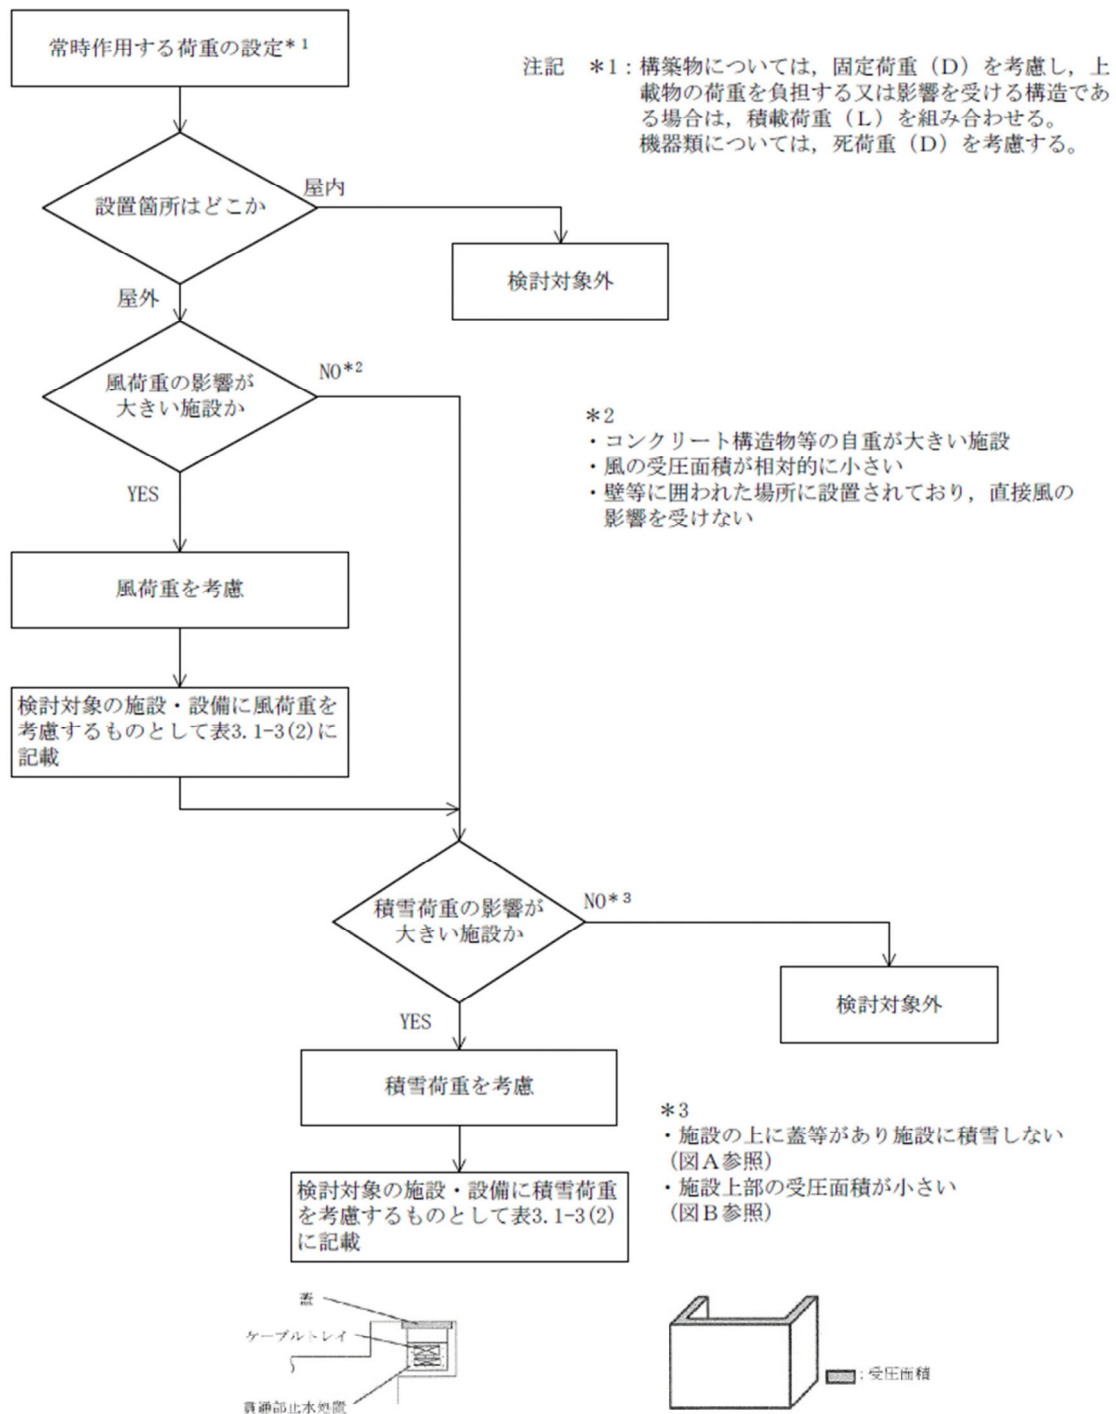 常時作用する荷重の設定＊1
注記　＊1：構築物については，固定荷重（D）を考慮し，上
載物の荷重を負担する又は影響を受ける構造であ
る場合は，積載荷重（L）を組み合わせる。
機器類については，死荷重（D）を考慮する。
設置箇所はどこか
屋内
検討対象外
屋外
風荷重の影響が
大きい施設か
NO＊2
＊2
・コンクリート構造物等の自重が大きい施設
・風の受圧面積が相対的に小さい
・壁等に囲われた場所に設置されており，直接風の
影響を受けない
YES
風荷重を考慮
検討対象の施設・設備に風荷重を
考慮するものとして表3.1-3(2)に
記載
積雪荷重の影響が
大きい施設か
NO＊3
検討対象外
YES
積雪荷重を考慮
＊3
・施設の上に蓋等があり施設に積雪しない
（図A参照）
・施設上部の受圧面積が小さい
（図B参照）
検討対象の施設・設備に積雪荷重
を考慮するものとして表3.1-3(2)
に記載
蓋
ケーブルトレイ
貫通部止水処置
：受圧面積